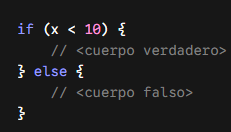 if (x < 10) {
    // <cuerpo verdadero>
} else {
    // <cuerpo falso>
}